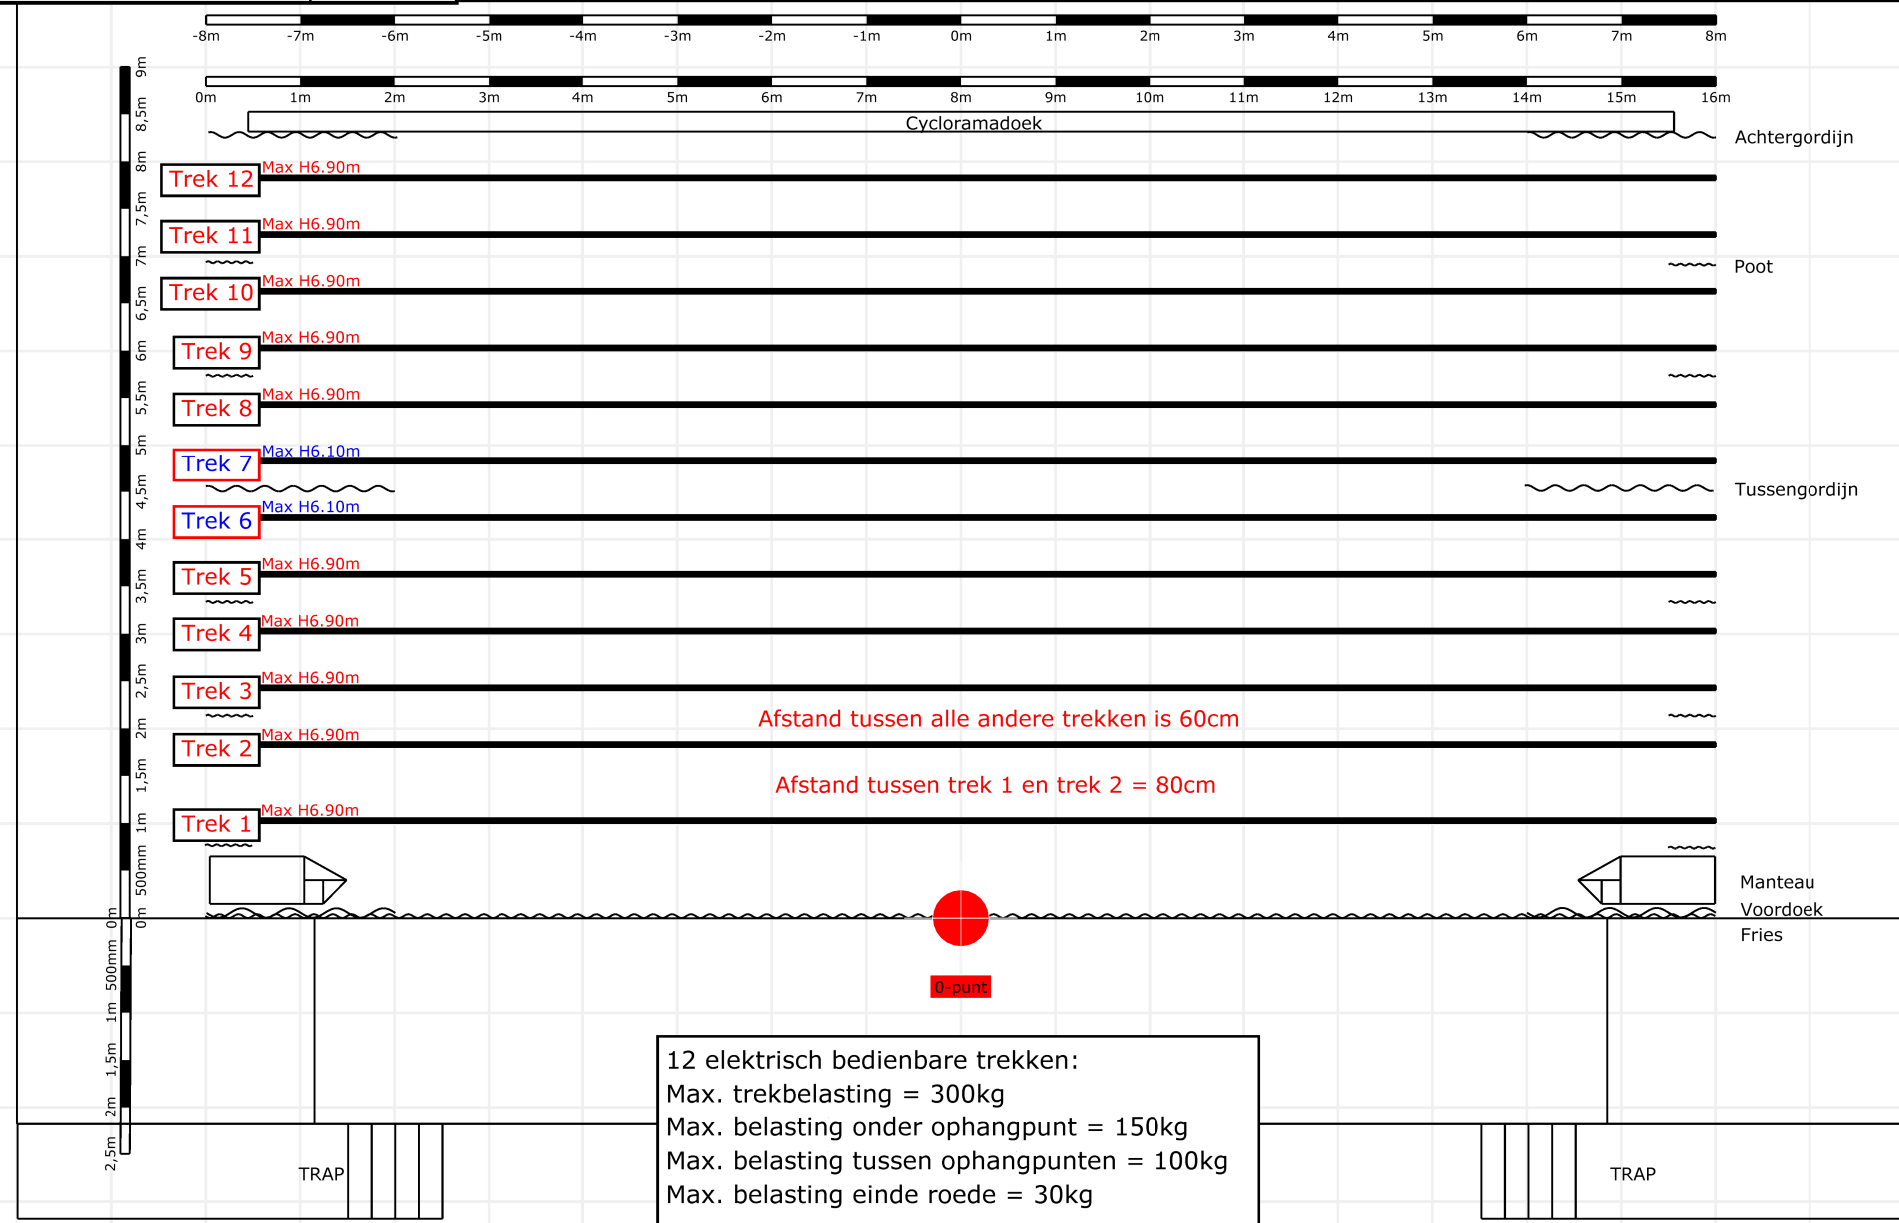 -8m -7m -6m -5m -4m -3m -2m -1m 0m 1m 2m 3m 4m 5m 6m 7m 8m
0m 1m 2m 3m 4m 5m 6m 7m 8m 9m 10m 11m 12m 13m 14m 15m 16m
Cycloramadoek
Achtergordijn
Trek 12 Max H6.90m
Trek 11 Max H6.90m
Poot
Trek 10 Max H6.90m
Trek 9 Max H6.90m
Trek 8 Max H6.90m
Trek 7 Max H6.10m
Tussengordijn
Trek 6 Max H6.10m
Trek 5 Max H6.90m
Trek 4 Max H6.90m
Trek 3 Max H6.90m
Afstand tussen alle andere trekken is 60cm
Trek 2 Max H6.90m
Afstand tussen trek 1 en trek 2 = 80cm
Trek 1 Max H6.90m
Manteau
Voordoek
Fries
0-punt
9m
8,5m
8m
7,5m
7m
6,5m
6m
5,5m
5m
4,5m
4m
3,5m
3m
2,5m
2m
1,5m
1m
500mm
0m
0m
500mm
1m
1,5m
2m
2,5m
12 elektrisch bedienbare trekken:
Max. trekbelasting = 300kg
Max. belasting onder ophangpunt = 150kg
Max. belasting tussen ophangpunten = 100kg
Max. belasting einde roede = 30kg
TRAP
TRAP